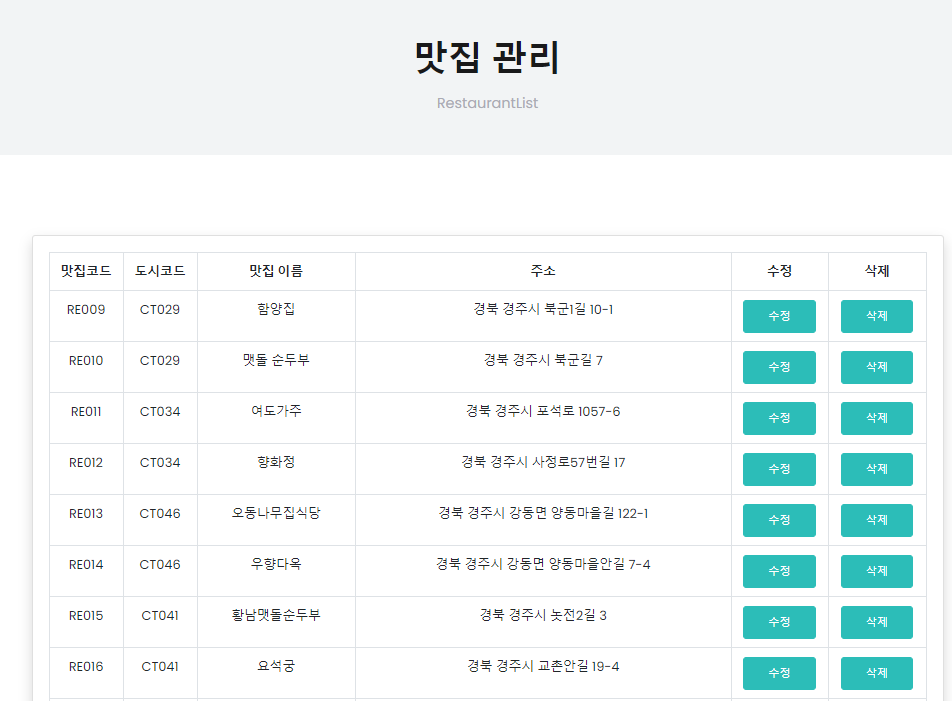 맛집 관리
RestaurantList
맛집코드 도시코드 맛집 이름 주소 수정 삭제
RE009 CT029 함양집 경북 경주시 북군1길 10-1 수정 삭제
RE010 CT029 맷돌 순두부 경북 경주시 북군길 7 수정 삭제
RE011 CT034 여도가주 경북 경주시 포석로 1057-6 수정 삭제
RE012 CT034 향화정 경북 경주시 사정로57번길 17 수정 삭제
RE013 CT046 오동나무집식당 경북 경주시 강동면 양동마을길 122-1 수정 삭제
RE014 CT046 우향다옥 경북 경주시 강동면 양동마을안길 7-4 수정 삭제
RE015 CT041 황남맷돌순두부 경북 경주시 놋전2길 3 수정 삭제
RE016 CT041 요석궁 경북 경주시 교촌안길 19-4 수정 삭제